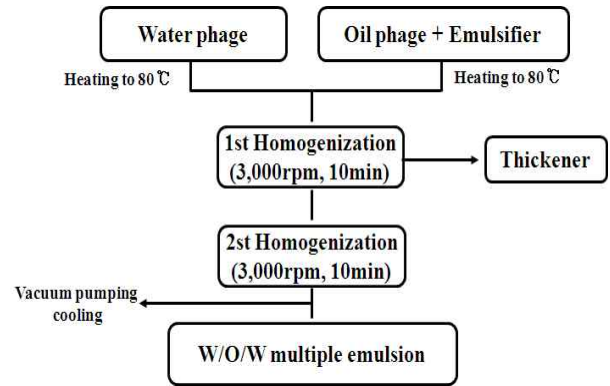 Water phage
Oil phage + Emulsifier
Heating to 80 ℃
Heating to 80 ℃
1st Homogenization
(3,000rpm, 10min)
Thickener
2st Homogenization
(3,000rpm, 10min)
Vacuum pumping
cooling
W/O/W multiple emulsion